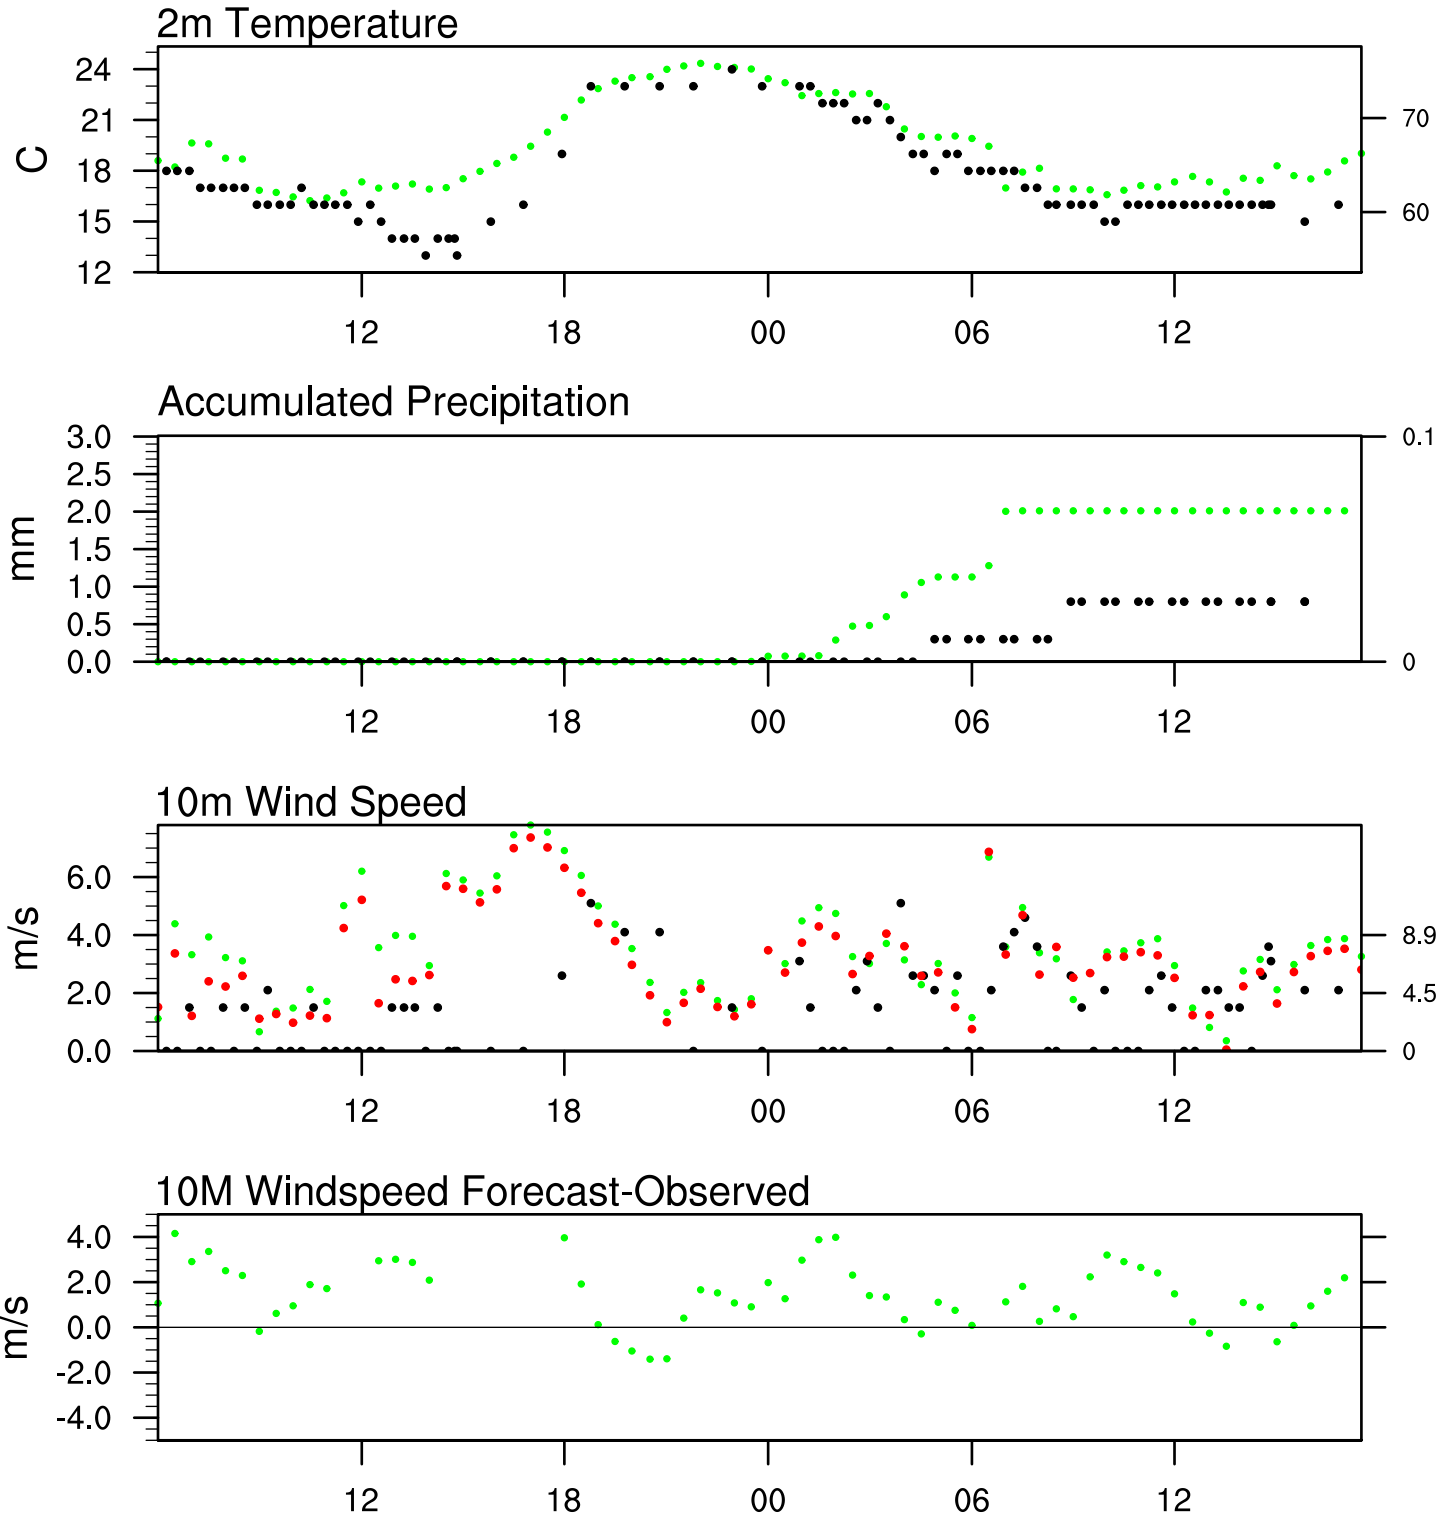 2m Temperature
C
24
21
18
15
12
70
60
12 18 00 06 12
Accumulated Precipitation
mm
3.0
2.5
2.0
1.5
1.0
0.5
0.0
0.1
0
12 18 00 06 12
10m Wind Speed
m/s
6.0
4.0
2.0
0.0
8.9
4.5
0
12 18 00 06 12
10M Windspeed Forecast-Observed
m/s
4.0
2.0
0.0
-2.0
-4.0
12 18 00 06 12